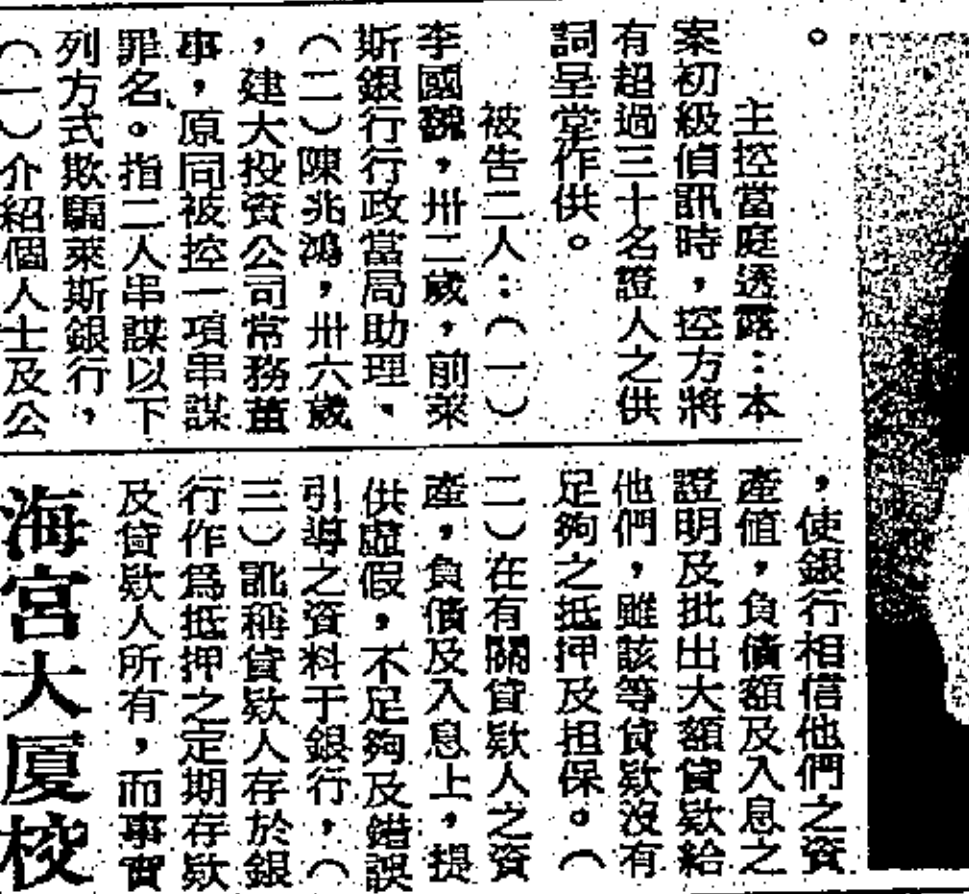 。
主控當庭透露：本
案初級偵訊時，控方將
有超過三十名證人之供
詞呈堂作供。
被告二人：（一）
李國魏，卅二歲，前萊
斯銀行行政當局助理。
（二）陳兆鴻，卅六歲
，建大投資公司常務董
事，原同被控一項串謀
罪名。指二人串謀以下
列方式欺騙萊斯銀行，
（一）介紹個人士及公
，使銀行相信他們之資
產值，負債額及入息之
證明及批出大額貸欵給
他們，雖該等貸欵沒有
足夠之抵押及担保。（
二）在有關貸欵人之資
產，負債及入息上，提
供虛假，不足夠及錯誤
引導之資料于銀行，（
三）訛稱貸欵人存於銀
行作爲抵押之定期存欵
及貸欵人所有，而事實
海宮大厦校